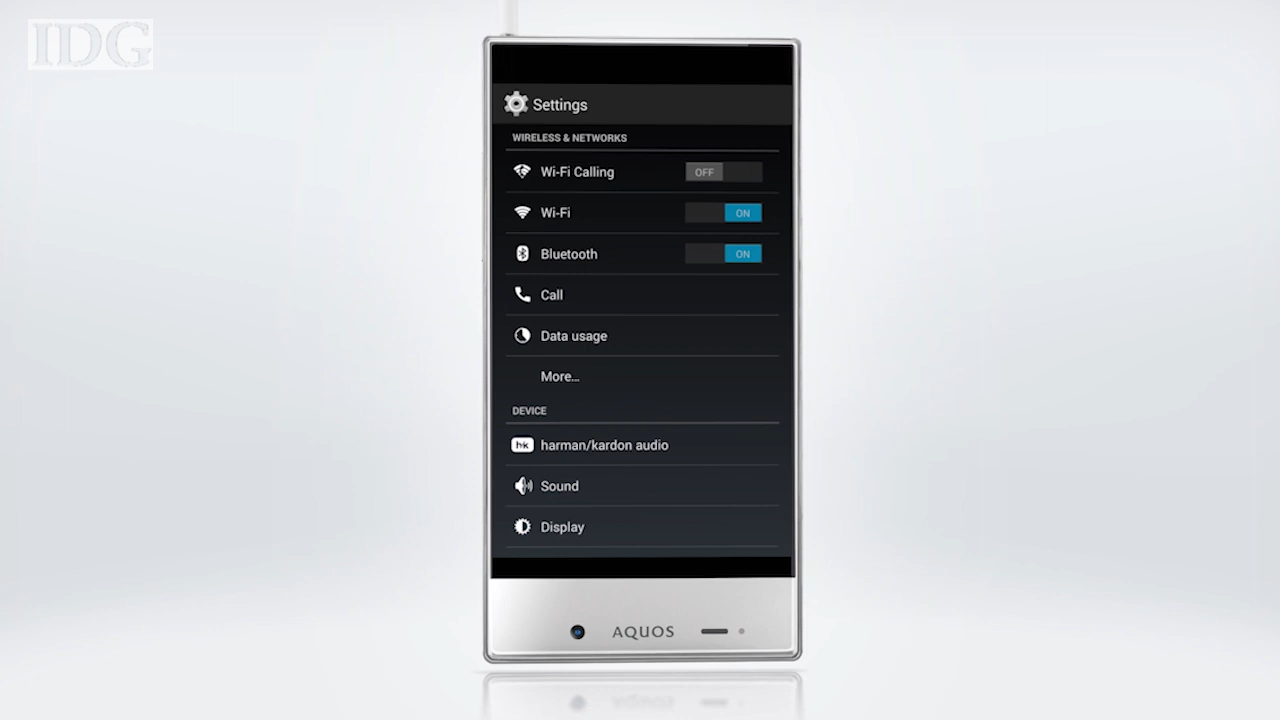 IDG
Settings
WIRELESS & NETWORKS
Wi-Fi Calling OFF
Wi-Fi ON
Bluetooth ON
Call
Data usage
More...
DEVICE
hk harman/kardon audio
Sound
Display
AQUOS